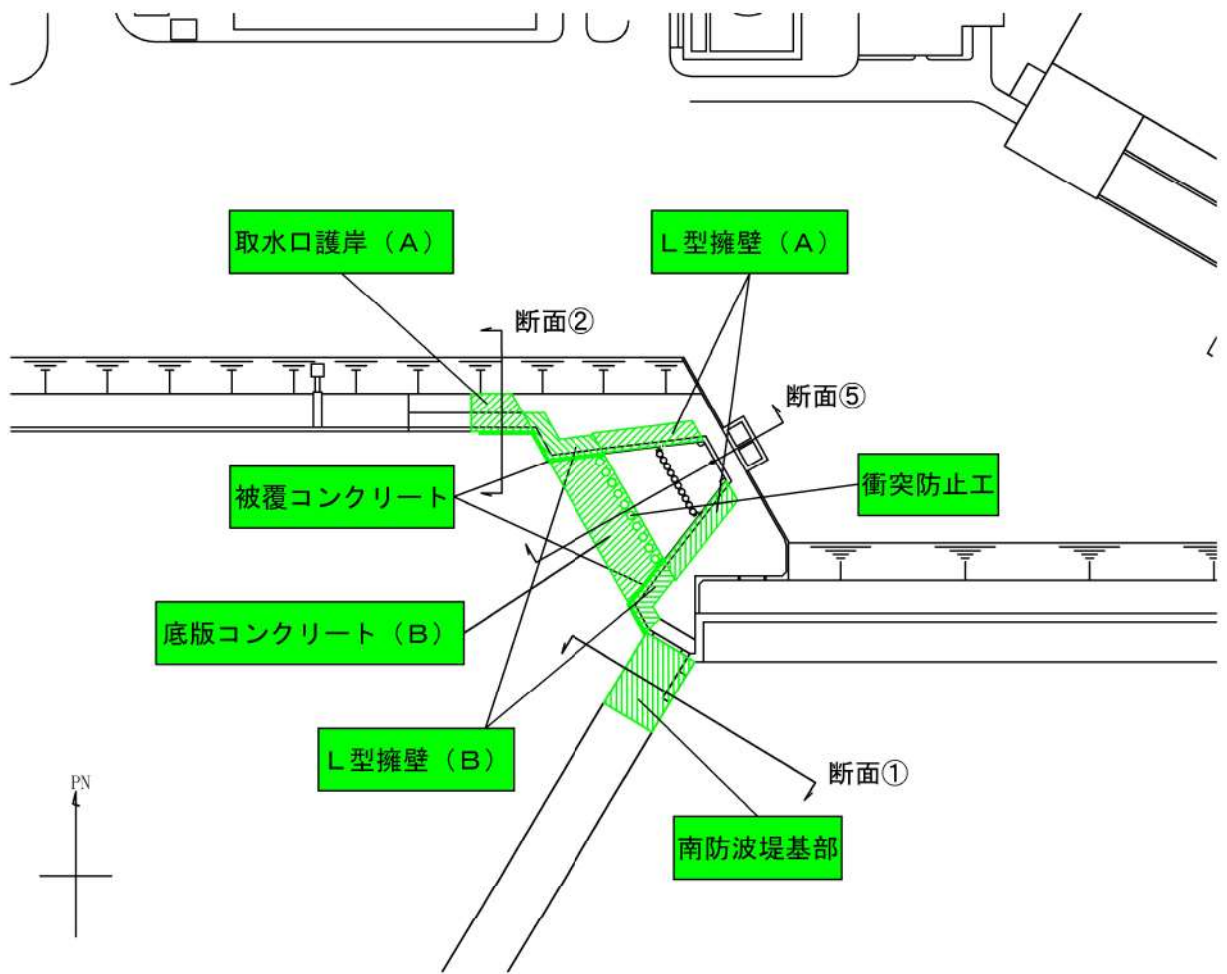 取水口護岸（A）
L型擁壁（A）
断面②
断面⑤
被覆コンクリート
衝突防止工
底版コンクリート（B）
L型擁壁（B）
断面①
PN
南防波堤基部